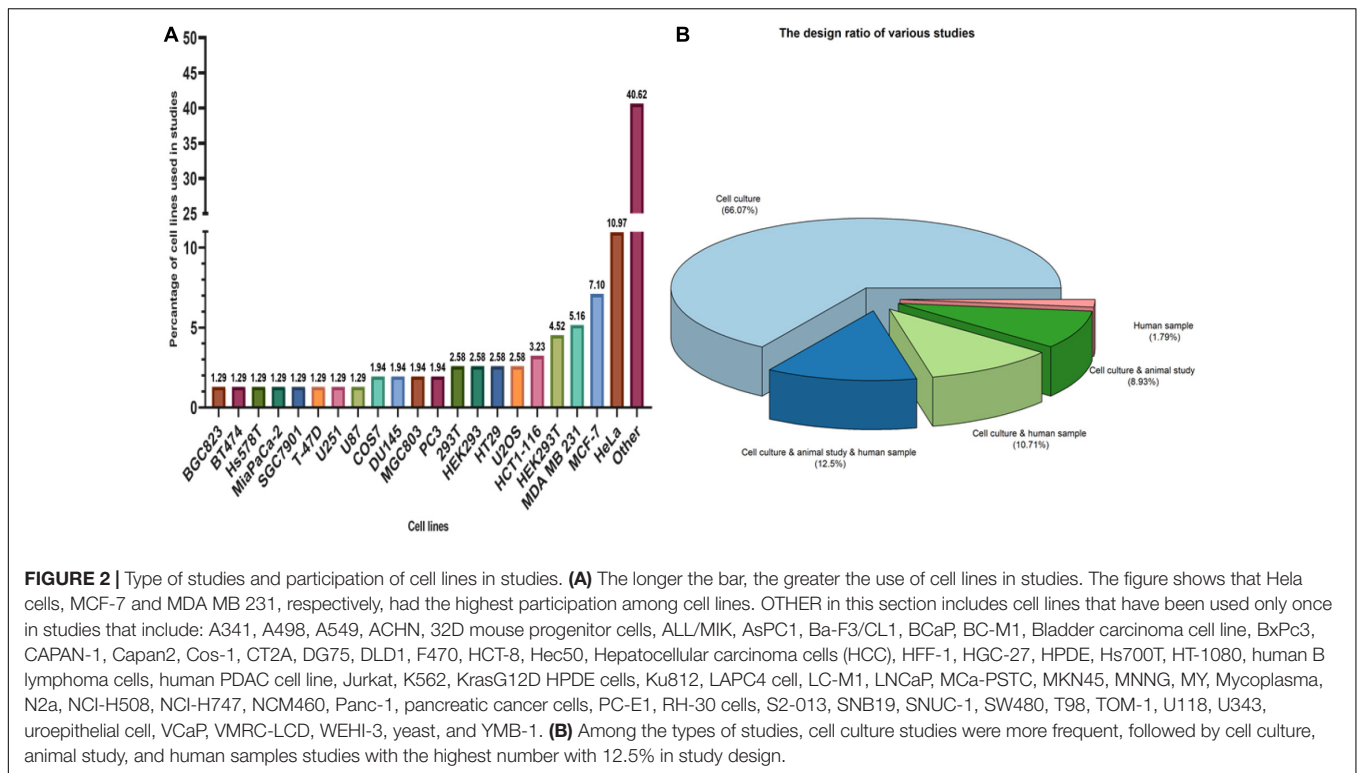 A
50
45
40
35
30
25
10
5
0
Percantage of cell lines used in studies
1.29 1.29 1.29 1.29 1.29 1.29 1.29 1.29 1.94 1.94 1.94 1.94 2.58 2.58 2.58 2.58 3.23 4.52 5.16 7.10 10.97 40.62
BGC823
BT474
Hs578T
MiaPaCa-2
SGC7901
T-47D
U251
U87
COS7
DU145
MGC803
PC3
293T
HEK293
HT29
U2OS
HCT1-116
HEK293T
MDA MB 231
MCF-7
HeLa
Other
Cell lines
B
The design ratio of various studies
Cell culture
(66.07%)
Human sample
(1.79%)
Cell culture & animal study
(8.93%)
Cell culture & human sample
(10.71%)
Cell culture & animal study & human sample
(12.5%)
FIGURE 2 | Type of studies and participation of cell lines in studies. (A) The longer the bar, the greater the use of cell lines in studies. The figure shows that Hela
cells, MCF-7 and MDA MB 231, respectively, had the highest participation among cell lines. OTHER in this section includes cell lines that have been used only once
in studies that include: A341, A498, A549, ACHN, 32D mouse progenitor cells, ALL/MIK, AsPC1, Ba-F3/CL1, BCaP, BC-M1, Bladder carcinoma cell line, BxPc3,
CAPAN-1, Capan2, Cos-1, CT2A, DG75, DLD1, F470, HCT-8, Hec50, Hepatocellular carcinoma cells (HCC), HFF-1, HGC-27, HPDE, Hs700T, HT-1080, human B
lymphoma cells, human PDAC cell line, Jurkat, K562, KrasG12D HPDE cells, Ku812, LAPC4 cell, LC-M1, LNCaP, MCa-PSTC, MKN45, MNNG, MY, Mycoplasma,
N2a, NCI-H508, NCI-H747, NCM460, Panc-1, pancreatic cancer cells, PC-E1, RH-30 cells, S2-013, SNB19, SNUC-1, SW480, T98, TOM-1, U118, U343,
uroepithelial cell, VCaP, VMRC-LCD, WEHI-3, yeast, and YMB-1. (B) Among the types of studies, cell culture studies were more frequent, followed by cell culture,
animal study, and human samples studies with the highest number with 12.5% in study design.